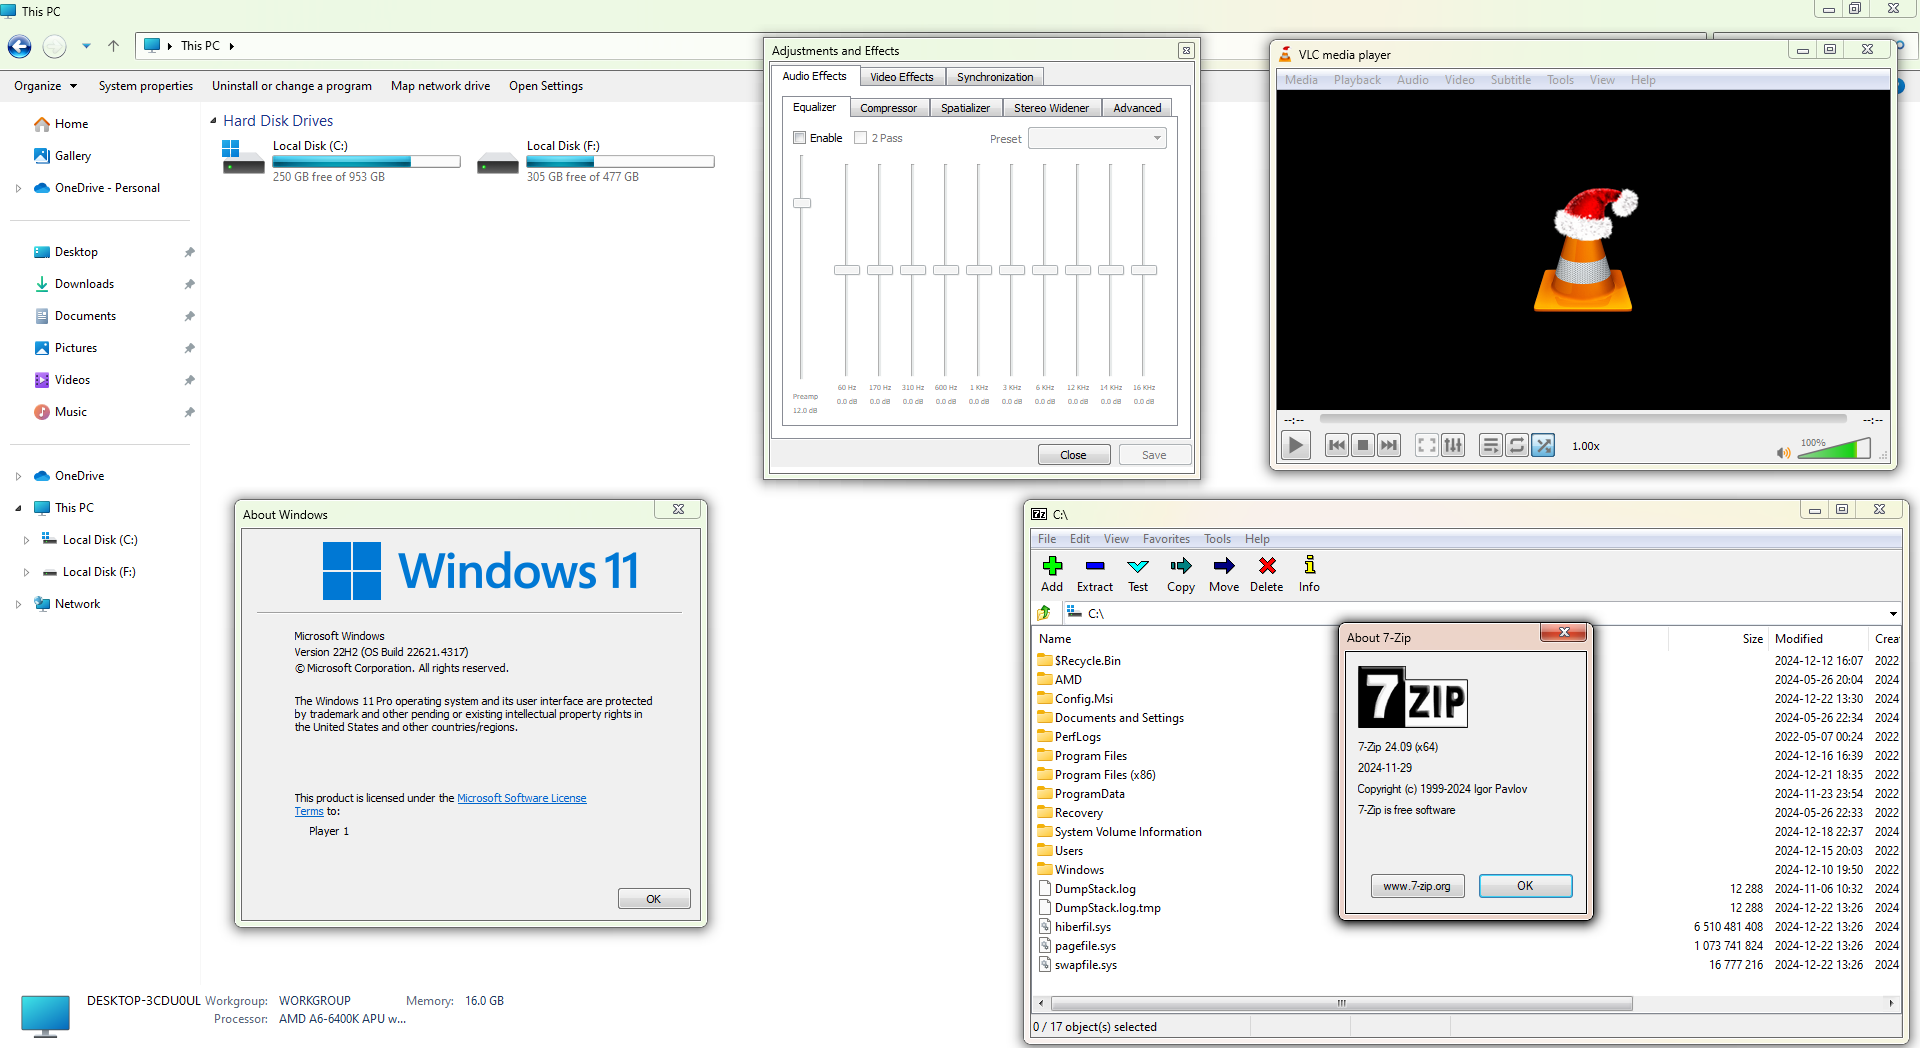 This PC
This PC
Organize
System properties
Uninstall or change a program
Map network drive
Open Settings
Home
Gallery
OneDrive - Personal
Desktop
Downloads
Documents
Pictures
Videos
Music
OneDrive
This PC
Local Disk (C:)
Local Disk (F:)
Network
Hard Disk Drives
Local Disk (C:)
250 GB free of 953 GB
Local Disk (F:)
305 GB free of 477 GB
DESKTOP-3CDU0UL Workgroup: WORKGROUP Memory: 16.0 GB
Processor: AMD A6-6400K APU w...
Adjustments and Effects
Audio Effects Video Effects Synchronization
Equalizer Compressor Spatializer Stereo Widener Advanced
Enable 2 Pass Preset
60 Hz 170 Hz 310 Hz 600 Hz 1 KHz 3 KHz 6 KHz 12 KHz 14 KHz 16 KHz
Preamp
0.0 dB 0.0 dB 0.0 dB 0.0 dB 0.0 dB 0.0 dB 0.0 dB 0.0 dB 0.0 dB 0.0 dB
12.0 dB
Close Save
VLC media player
Media Playback Audio Video Subtitle Tools View Help
--:-- --:--
1.00x
100%
About Windows
Windows 11
Microsoft Windows
Version 22H2 (OS Build 22621.4317)
© Microsoft Corporation. All rights reserved.
The Windows 11 Pro operating system and its user interface are protected
by trademark and other pending or existing intellectual property rights in
the United States and other countries/regions.
This product is licensed under the Microsoft Software License
Terms to:
Player 1
OK
7z C:\
File Edit View Favorites Tools Help
Add Extract Test Copy Move Delete Info
C:\
Name Size Modified Crea
$Recycle.Bin 2024-12-12 16:07 2022
AMD 2024-05-26 20:04 2024
Config.Msi 2024-12-22 13:30 2024
Documents and Settings 2024-05-26 22:34 2024
PerfLogs 2022-05-07 00:24 2022
Program Files 2024-12-16 16:39 2022
Program Files (x86) 2024-12-21 18:35 2022
ProgramData 2024-11-23 23:54 2022
Recovery 2024-05-26 22:33 2024
System Volume Information 2024-12-18 22:37 2024
Users 2024-12-15 20:03 2022
Windows 2024-12-10 19:50 2022
DumpStack.log 12 288 2024-11-06 10:32 2024
DumpStack.log.tmp 12 288 2024-12-22 13:26 2024
hiberfil.sys 6 510 481 408 2024-12-22 13:26 2024
pagefile.sys 1 073 741 824 2024-12-22 13:26 2024
swapfile.sys 16 777 216 2024-12-22 13:26 2024
0 / 17 object(s) selected
About 7-Zip
7 ZIP
7-Zip 24.09 (x64)
2024-11-29
Copyright (c) 1999-2024 Igor Pavlov
7-Zip is free software
www.7-zip.org OK